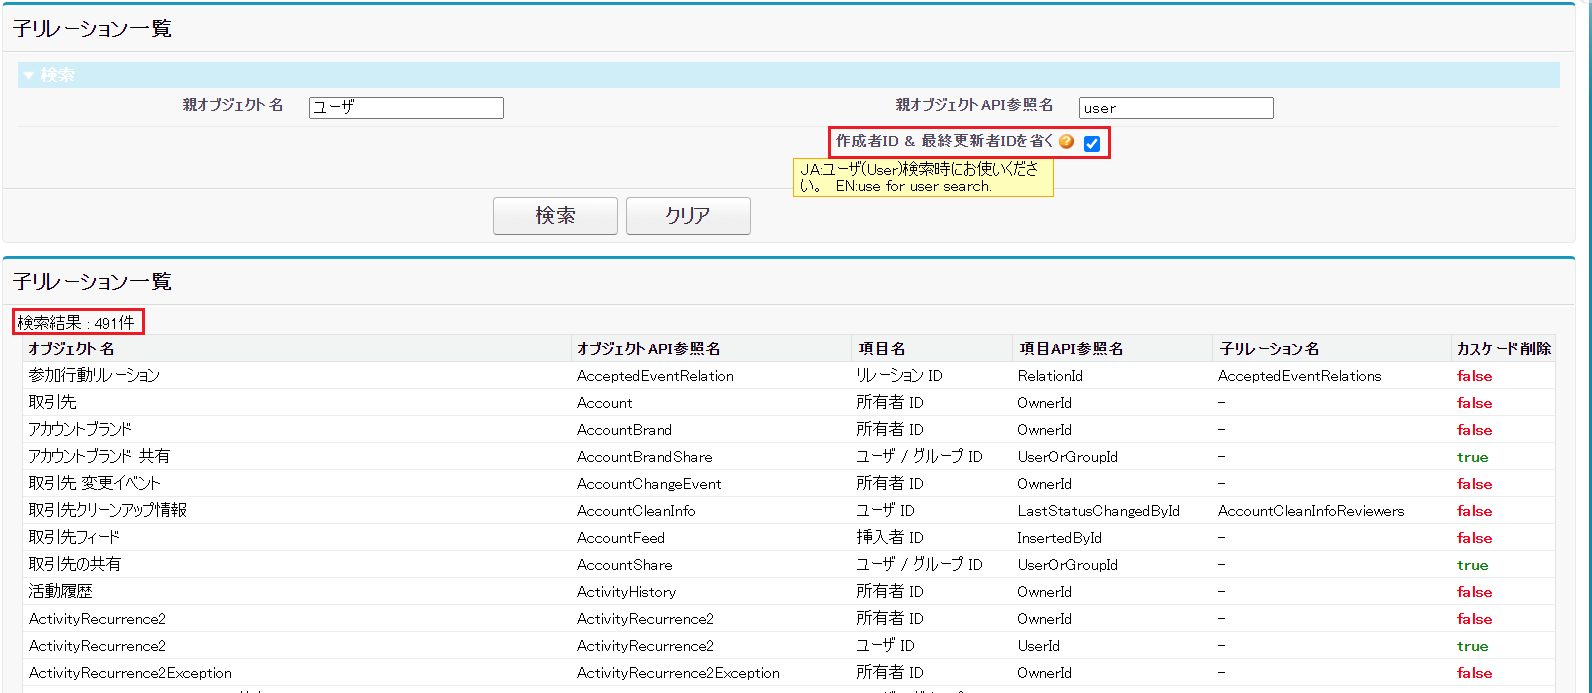 子リレーション一覧
▼ 検索
親オブジェクト名 ユーザ 親オブジェクトAPI参照名 user
作成者ID & 最終更新者IDを省く ?
JA:ユーザ(User)検索時にお使いくださ
い。 EN:use for user search.
検索 クリア
子リレーション一覧
検索結果 : 491件
オブジェクト名 オブジェクトAPI参照名 項目名 項目API参照名 子リレーション名 カスケード削除
参加行動リレーション AcceptedEventRelation リレーション ID RelationId AcceptedEventRelations false
取引先 Account 所有者 ID OwnerId - false
アカウントブランド AccountBrand 所有者 ID OwnerId - false
アカウントブランド 共有 AccountBrandShare ユーザ / グループ ID UserOrGroupId - true
取引先 変更イベント AccountChangeEvent 所有者 ID OwnerId - false
取引先クリーンアップ情報 AccountCleanInfo ユーザ ID LastStatusChangedById AccountCleanInfoReviewers false
取引先フィード AccountFeed 挿入者 ID InsertedById - false
取引先の共有 AccountShare ユーザ / グループ ID UserOrGroupId - true
活動履歴 ActivityHistory 所有者 ID OwnerId - false
ActivityRecurrence2 ActivityRecurrence2 所有者 ID OwnerId - false
ActivityRecurrence2 ActivityRecurrence2 ユーザ ID UserId - true
ActivityRecurrence2Exception ActivityRecurrence2Exception 所有者 ID OwnerId - false